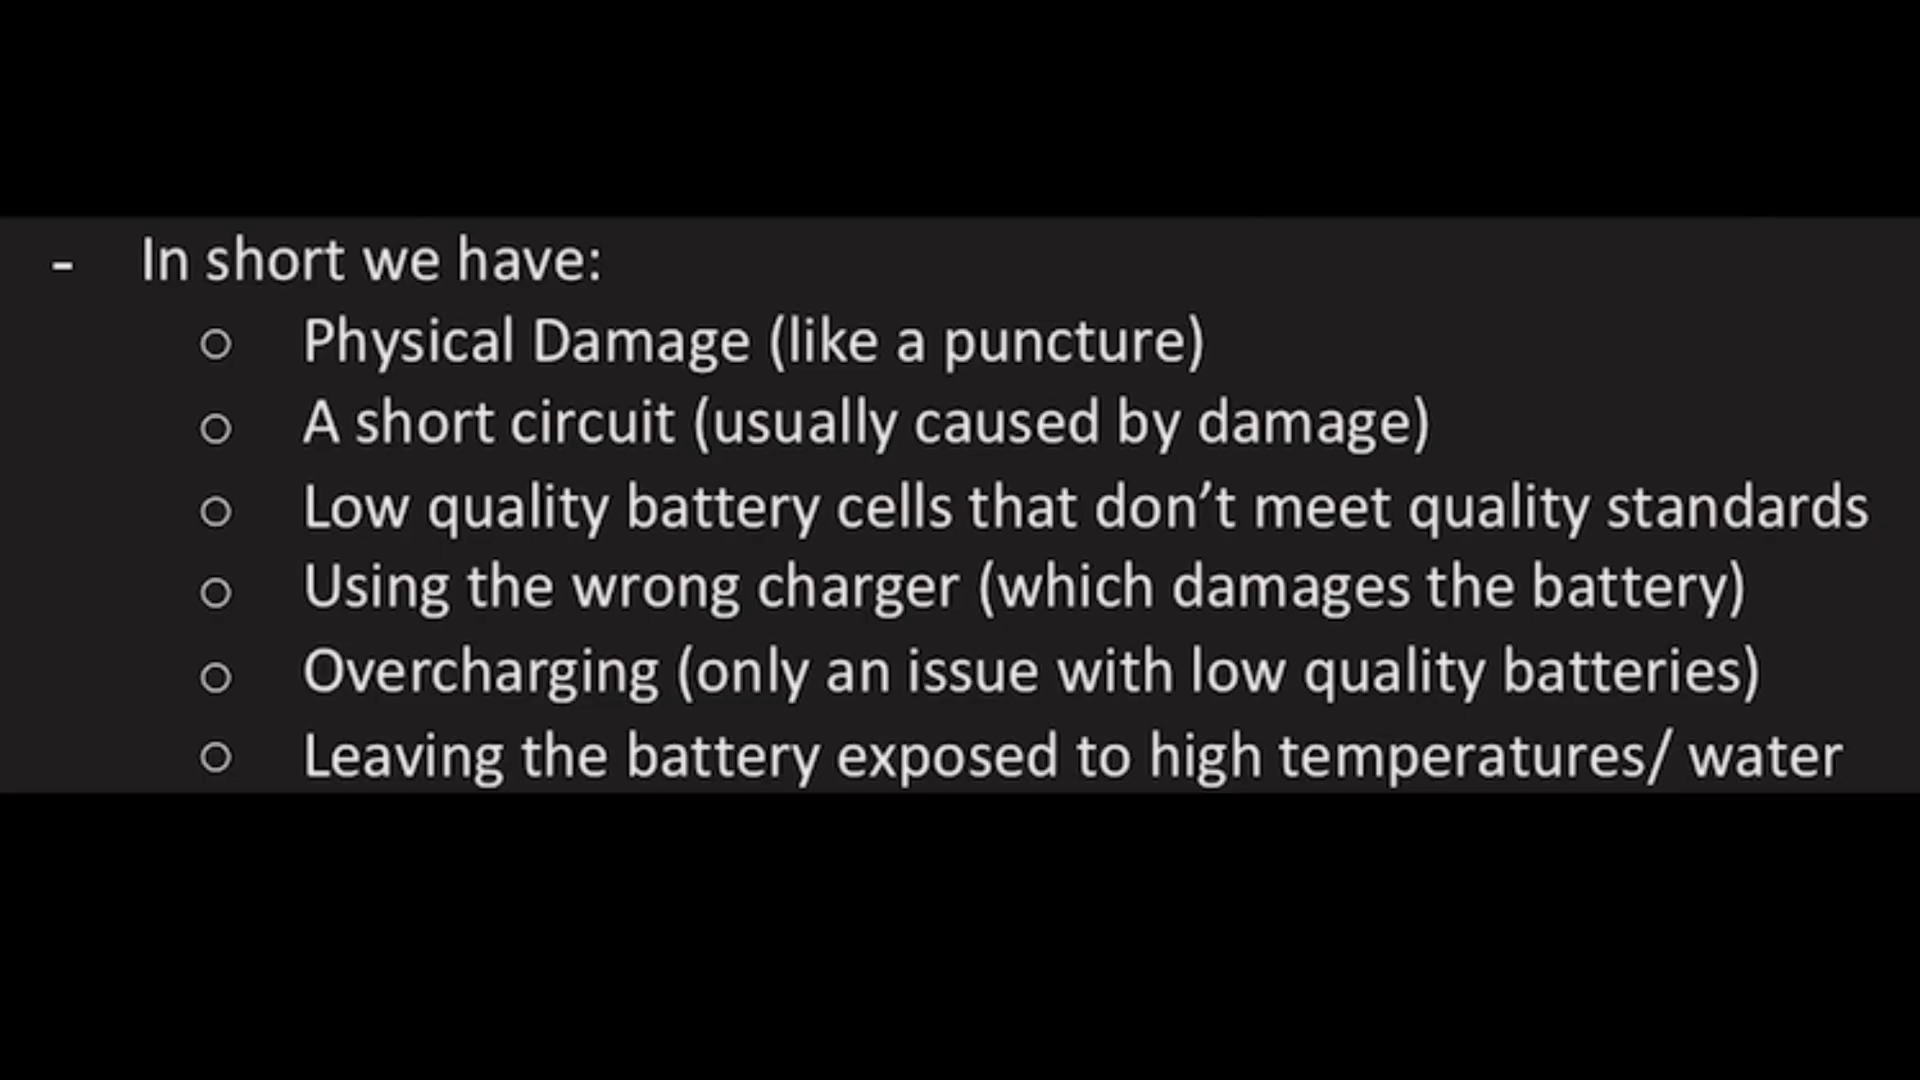 - In short we have:
○ Physical Damage (like a puncture)
○ A short circuit (usually caused by damage)
○ Low quality battery cells that don’t meet quality standards
○ Using the wrong charger (which damages the battery)
○ Overcharging (only an issue with low quality batteries)
○ Leaving the battery exposed to high temperatures/ water